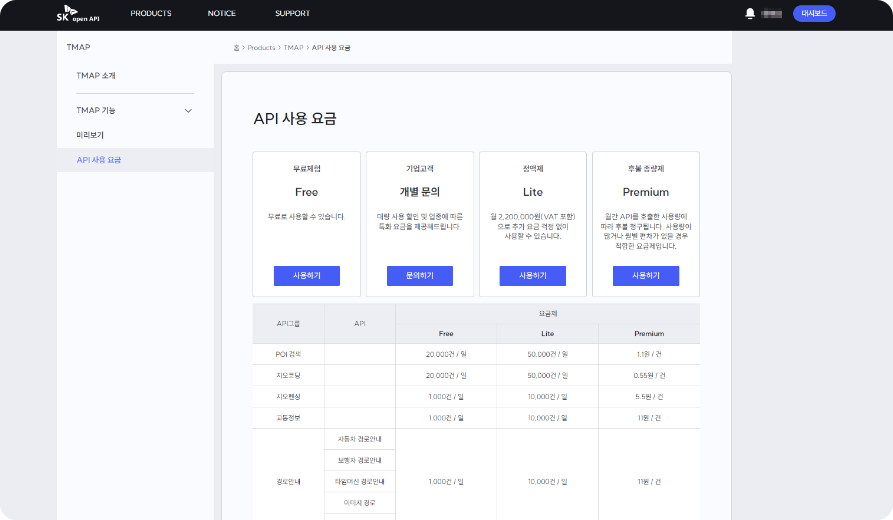 SK open API
PRODUCTS
NOTICE
SUPPORT
대시보드
TMAP
TMAP 소개
TMAP 기능
미리보기
API 사용 요금
홈 > Products > TMAP > API 사용 요금
API 사용 요금
무료체험
Free
무료로 사용할 수 있습니다.
사용하기
기업고객
개별 문의
대량 사용 할인 및 업종에 따른
특화 요금을 제공해드립니다.
문의하기
정액제
Lite
월 2,200,000원(VAT 포함)
으로 추가 요금 걱정 없이
사용할 수 있습니다.
사용하기
후불 종량제
Premium
월간 API를 호출한 사용량에
따라 후불 청구됩니다. 사용량이
많거나 월별 편차가 있을 경우
적합한 요금제입니다.
사용하기
API그룹 API 요금제
Free Lite Premium
POI 검색 20,000건 / 일 50,000건 / 일 1.1원 / 건
지오코딩 20,000건 / 일 50,000건 / 일 0.55원 / 건
지오펜싱 1,000건 / 일 10,000건 / 일 5.5원 / 건
교통정보 1,000건 / 일 10,000건 / 일 11원 / 건
자동차 경로안내
보행자 경로안내
경로안내 타임머신 경로안내 1,000건 / 일 10,000건 / 일 11원 / 건
이미지 경로